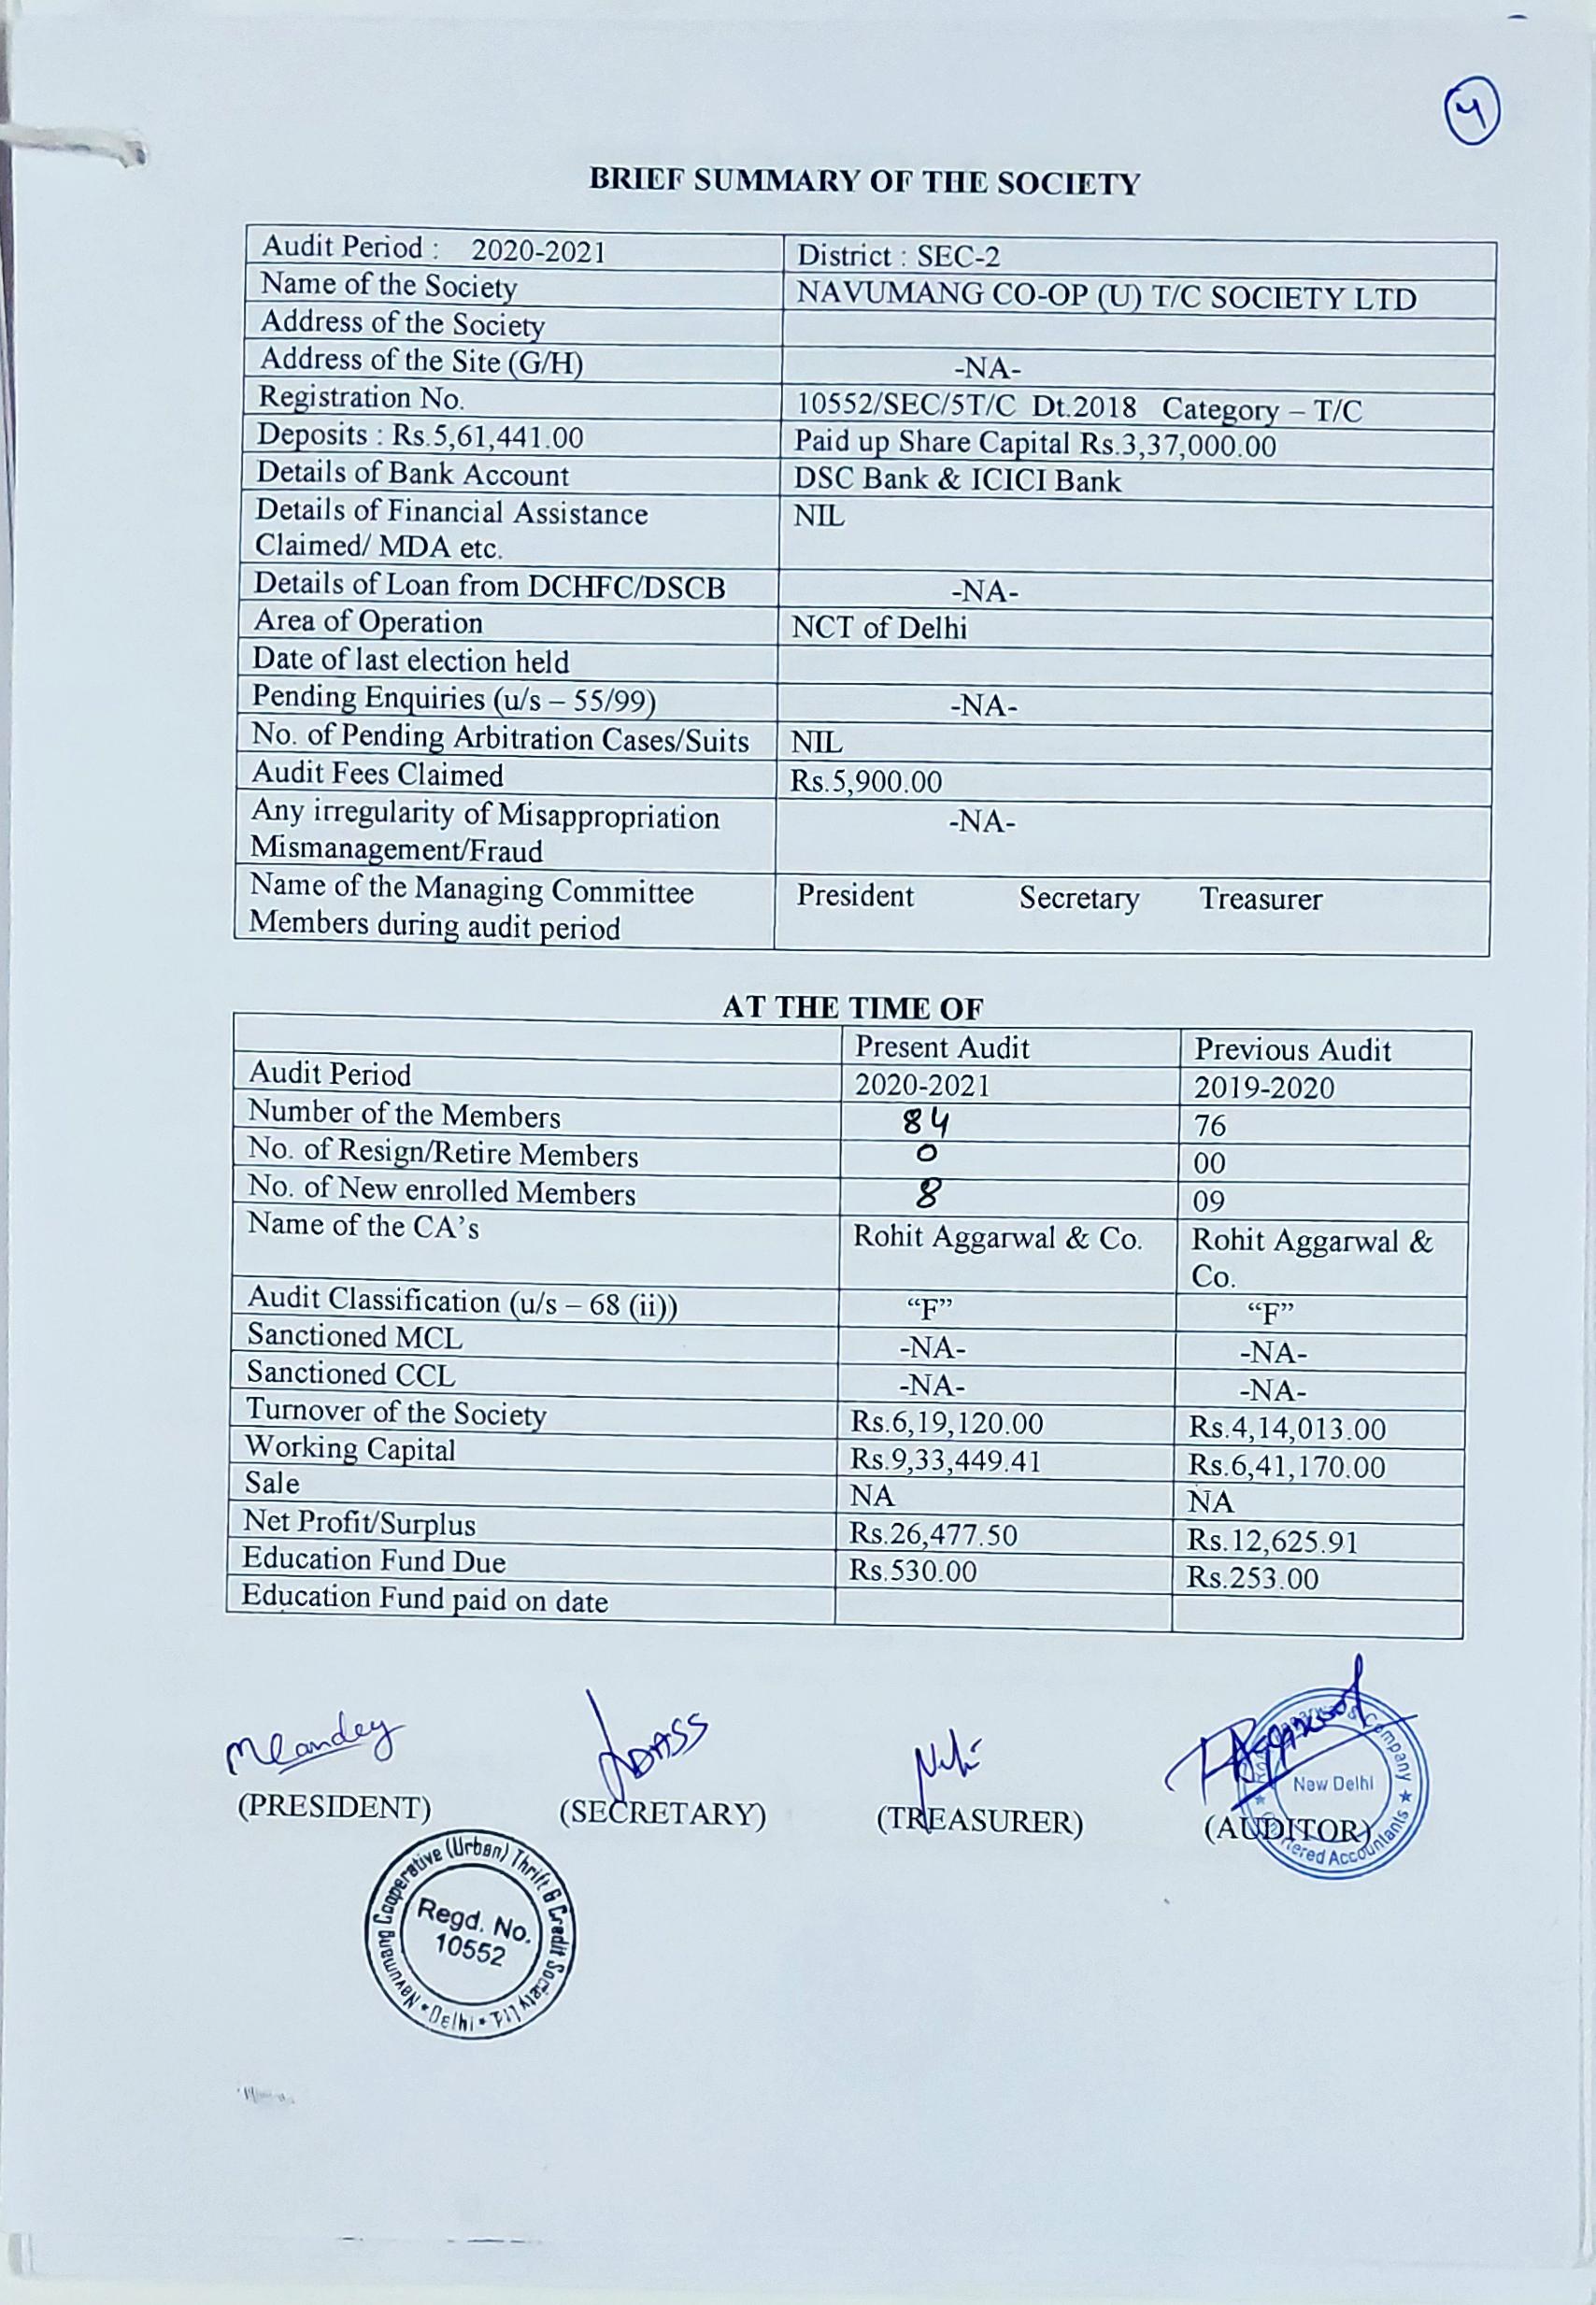 4
BRIEF SUMMARY OF THE SOCIETY
Audit Period : 2020-2021 District : SEC-2
Name of the Society NAVUMANG CO-OP (U) T/C SOCIETY LTD
Address of the Society
Address of the Site (G/H) -NA-
Registration No. 10552/SEC/5T/C Dt.2018 Category – T/C
Deposits : Rs.5,61,441.00 Paid up Share Capital Rs.3,37,000.00
Details of Bank Account DSC Bank & ICICI Bank
Details of Financial Assistance NIL
Claimed/ MDA etc.
Details of Loan from DCHFC/DSCB -NA-
Area of Operation NCT of Delhi
Date of last election held
Pending Enquiries (u/s – 55/99) -NA-
No. of Pending Arbitration Cases/Suits NIL
Audit Fees Claimed Rs.5,900.00
Any irregularity of Misappropriation -NA-
Mismanagement/Fraud
Name of the Managing Committee President Secretary Treasurer
Members during audit period
AT THE TIME OF
Present Audit Previous Audit
Audit Period 2020-2021 2019-2020
Number of the Members 84 76
No. of Resign/Retire Members 0 00
No. of New enrolled Members 8 09
Name of the CA’s Rohit Aggarwal & Co. Rohit Aggarwal &
Co.
Audit Classification (u/s – 68 (ii)) “F” “F”
Sanctioned MCL -NA- -NA-
Sanctioned CCL -NA- -NA-
Turnover of the Society Rs.6,19,120.00 Rs.4,14,013.00
Working Capital Rs.9,33,449.41 Rs.6,41,170.00
Sale NA NA
Net Profit/Surplus Rs.26,477.50 Rs.12,625.91
Education Fund Due Rs.530.00 Rs.253.00
Education Fund paid on date
(PRESIDENT) (SECRETARY) (TREASURER) (AUDITOR)
Company
New Delhi
Chartered Accountants
Navumang Cooperative (Urban) Thrift & Credit Society Ltd.
Delhi
Regd. No.
10552